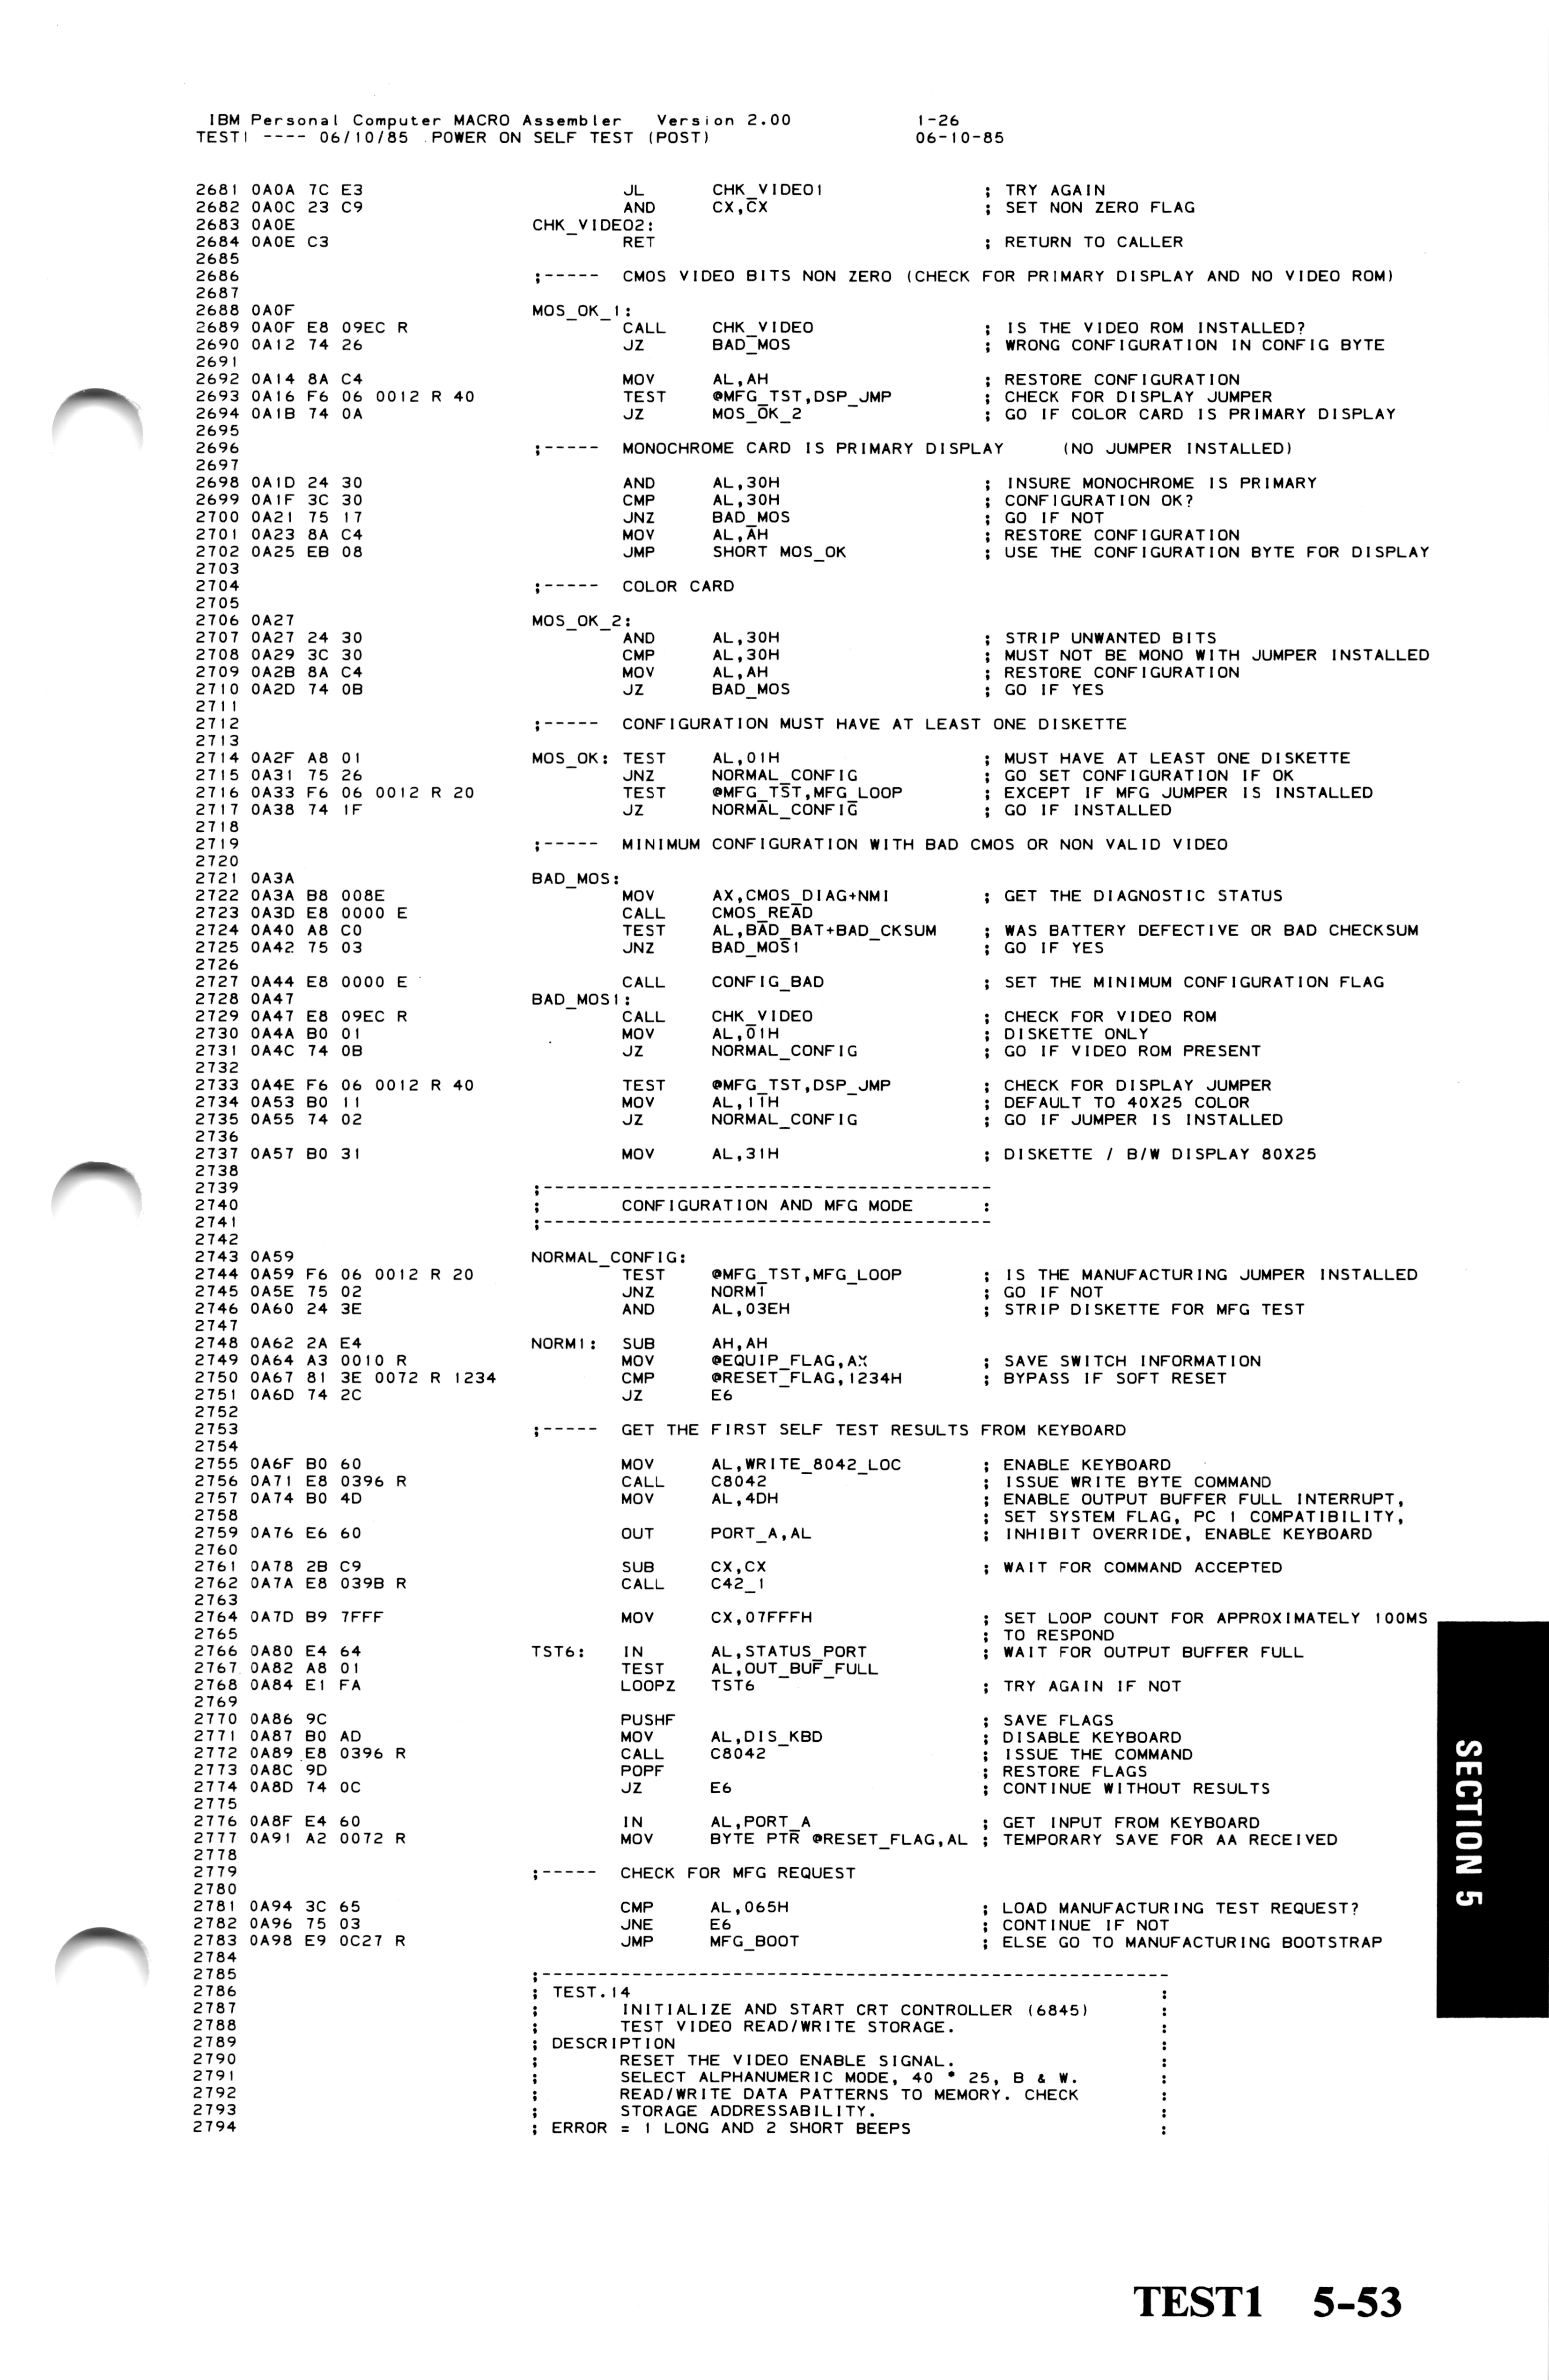 IBM Personal Computer MACRO Assembler   Version 2.00          1-26
TEST1 ---- 06/10/85  POWER ON SELF TEST (POST)                06-10-85
2681 0A0A 7C E3                 JL      CHK_VIDEO1              ; TRY AGAIN
2682 0A0C 23 C9                 AND     CX,CX                   ; SET NON ZERO FLAG
2683 0A0E               CHK_VIDEO2:
2684 0A0E C3                    RET                             ; RETURN TO CALLER
2685
2686                    ;-----  CMOS VIDEO BITS NON ZERO (CHECK FOR PRIMARY DISPLAY AND NO VIDEO ROM)
2687
2688 0A0F               MOS_OK_1:
2689 0A0F E8 09EC R             CALL    CHK_VIDEO               ; IS THE VIDEO ROM INSTALLED?
2690 0A12 74 26                 JZ      BAD_MOS                 ; WRONG CONFIGURATION IN CONFIG BYTE
2691
2692 0A14 8A C4                 MOV     AL,AH                   ; RESTORE CONFIGURATION
2693 0A16 F6 06 0012 R 40       TEST    @MFG_TST,DSP_JMP        ; CHECK FOR DISPLAY JUMPER
2694 0A1B 74 0A                 JZ      MOS_OK_2                ; GO IF COLOR CARD IS PRIMARY DISPLAY
2695
2696                    ;-----  MONOCHROME CARD IS PRIMARY DISPLAY      (NO JUMPER INSTALLED)
2697
2698 0A1D 24 30                 AND     AL,30H                  ; INSURE MONOCHROME IS PRIMARY
2699 0A1F 3C 30                 CMP     AL,30H                  ; CONFIGURATION OK?
2700 0A21 75 17                 JNZ     BAD_MOS                 ; GO IF NOT
2701 0A23 8A C4                 MOV     AL,AH                   ; RESTORE CONFIGURATION
2702 0A25 EB 08                 JMP     SHORT MOS_OK            ; USE THE CONFIGURATION BYTE FOR DISPLAY
2703
2704                    ;-----  COLOR CARD
2705
2706 0A27               MOS_OK_2:
2707 0A27 24 30                 AND     AL,30H                  ; STRIP UNWANTED BITS
2708 0A29 3C 30                 CMP     AL,30H                  ; MUST NOT BE MONO WITH JUMPER INSTALLED
2709 0A2B 8A C4                 MOV     AL,AH                   ; RESTORE CONFIGURATION
2710 0A2D 74 0B                 JZ      BAD_MOS                 ; GO IF YES
2711
2712                    ;-----  CONFIGURATION MUST HAVE AT LEAST ONE DISKETTE
2713
2714 0A2F A8 01         MOS_OK: TEST    AL,01H                  ; MUST HAVE AT LEAST ONE DISKETTE
2715 0A31 75 26                 JNZ     NORMAL_CONFIG           ; GO SET CONFIGURATION IF OK
2716 0A33 F6 06 0012 R 20       TEST    @MFG_TST,MFG_LOOP       ; EXCEPT IF MFG JUMPER IS INSTALLED
2717 0A38 74 1F                 JZ      NORMAL_CONFIG           ; GO IF INSTALLED
2718
2719                    ;-----  MINIMUM CONFIGURATION WITH BAD CMOS OR NON VALID VIDEO
2720
2721 0A3A               BAD_MOS:
2722 0A3A B8 008E               MOV     AX,CMOS_DIAG+NMI        ; GET THE DIAGNOSTIC STATUS
2723 0A3D E8 0000 E             CALL    CMOS_READ
2724 0A40 A8 C0                 TEST    AL,BAD_BAT+BAD_CKSUM    ; WAS BATTERY DEFECTIVE OR BAD CHECKSUM
2725 0A42 75 03                 JNZ     BAD_MOS1                ; GO IF YES
2726
2727 0A44 E8 0000 E             CALL    CONFIG_BAD              ; SET THE MINIMUM CONFIGURATION FLAG
2728 0A47               BAD_MOS1:
2729 0A47 E8 09EC R             CALL    CHK_VIDEO               ; CHECK FOR VIDEO ROM
2730 0A4A B0 01                 MOV     AL,01H                  ; DISKETTE ONLY
2731 0A4C 74 0B                 JZ      NORMAL_CONFIG           ; GO IF VIDEO ROM PRESENT
2732
2733 0A4E F6 06 0012 R 40       TEST    @MFG_TST,DSP_JMP        ; CHECK FOR DISPLAY JUMPER
2734 0A53 B0 11                 MOV     AL,11H                  ; DEFAULT TO 40X25 COLOR
2735 0A55 74 02                 JZ      NORMAL_CONFIG           ; GO IF JUMPER IS INSTALLED
2736
2737 0A57 B0 31                 MOV     AL,31H                  ; DISKETTE / B/W DISPLAY 80X25
2738
2739                    ;----------------------------------------
2740                    ;       CONFIGURATION AND MFG MODE      :
2741                    ;----------------------------------------
2742
2743 0A59               NORMAL_CONFIG:
2744 0A59 F6 06 0012 R 20       TEST    @MFG_TST,MFG_LOOP       ; IS THE MANUFACTURING JUMPER INSTALLED
2745 0A5E 75 02                 JNZ     NORM1                   ; GO IF NOT
2746 0A60 24 3E                 AND     AL,03EH                 ; STRIP DISKETTE FOR MFG TEST
2747
2748 0A62 2A E4         NORM1:  SUB     AH,AH
2749 0A64 A3 0010 R             MOV     @EQUIP_FLAG,AX          ; SAVE SWITCH INFORMATION
2750 0A67 81 3E 0072 R 1234     CMP     @RESET_FLAG,1234H       ; BYPASS IF SOFT RESET
2751 0A6D 74 2C                 JZ      E6
2752
2753                    ;-----  GET THE FIRST SELF TEST RESULTS FROM KEYBOARD
2754
2755 0A6F B0 60                 MOV     AL,WRITE_8042_LOC       ; ENABLE KEYBOARD
2756 0A71 E8 0396 R             CALL    C8042                   ; ISSUE WRITE BYTE COMMAND
2757 0A74 B0 4D                 MOV     AL,4DH                  ; ENABLE OUTPUT BUFFER FULL INTERRUPT,
2758                                                            ; SET SYSTEM FLAG, PC 1 COMPATIBILITY,
2759 0A76 E6 60                 OUT     PORT_A,AL               ; INHIBIT OVERRIDE, ENABLE KEYBOARD
2760
2761 0A78 2B C9                 SUB     CX,CX                   ; WAIT FOR COMMAND ACCEPTED
2762 0A7A E8 039B R             CALL    C42_1
2763
2764 0A7D B9 7FFF               MOV     CX,07FFFH               ; SET LOOP COUNT FOR APPROXIMATELY 100MS
2765                                                            ; TO RESPOND
2766 0A80 E4 64         TST6:   IN      AL,STATUS_PORT          ; WAIT FOR OUTPUT BUFFER FULL
2767 0A82 A8 01                 TEST    AL,OUT_BUF_FULL
2768 0A84 E1 FA                 LOOPZ   TST6                    ; TRY AGAIN IF NOT
2769
2770 0A86 9C                    PUSHF                           ; SAVE FLAGS
2771 0A87 B0 AD                 MOV     AL,DIS_KBD              ; DISABLE KEYBOARD
2772 0A89 E8 0396 R             CALL    C8042                   ; ISSUE THE COMMAND
2773 0A8C 9D                    POPF                            ; RESTORE FLAGS
2774 0A8D 74 0C                 JZ      E6                      ; CONTINUE WITHOUT RESULTS
2775
2776 0A8F E4 60                 IN      AL,PORT_A               ; GET INPUT FROM KEYBOARD
2777 0A91 A2 0072 R             MOV     BYTE PTR @RESET_FLAG,AL ; TEMPORARY SAVE FOR AA RECEIVED
2778
2779                    ;-----  CHECK FOR MFG REQUEST
2780
2781 0A94 3C 65                 CMP     AL,065H                 ; LOAD MANUFACTURING TEST REQUEST?
2782 0A96 75 03                 JNE     E6                      ; CONTINUE IF NOT
2783 0A98 E9 0C27 R             JMP     MFG_BOOT                ; ELSE GO TO MANUFACTURING BOOTSTRAP
2784
2785                    ;--------------------------------------------------------
2786                    ; TEST.14                                               :
2787                    ;       INITIALIZE AND START CRT CONTROLLER (6845)      :
2788                    ;       TEST VIDEO READ/WRITE STORAGE.                  :
2789                    ; DESCRIPTION                                           :
2790                    ;       RESET THE VIDEO ENABLE SIGNAL.                  :
2791                    ;       SELECT ALPHANUMERIC MODE, 40 * 25, B & W.       :
2792                    ;       READ/WRITE DATA PATTERNS TO MEMORY. CHECK       :
2793                    ;       STORAGE ADDRESSABILITY.                         :
2794                    ; ERROR = 1 LONG AND 2 SHORT BEEPS                      :
SECTION 5
TEST1 5-53